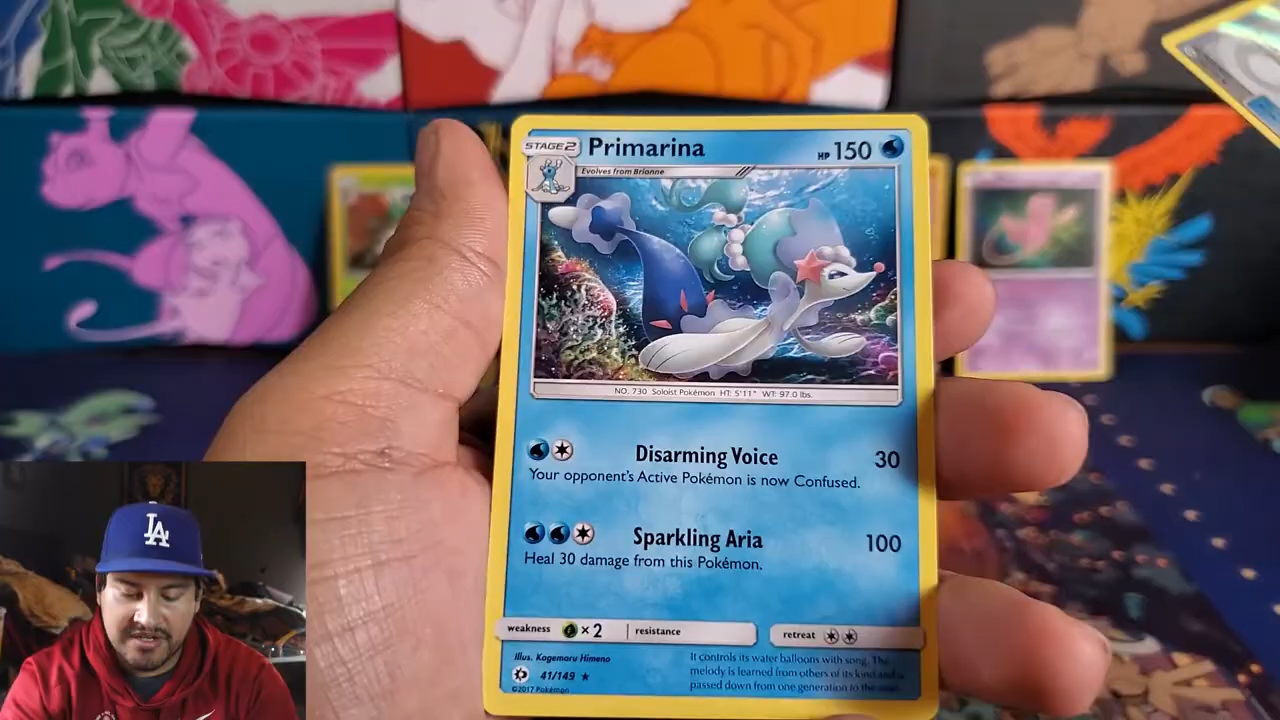 STAGE2
Primarina
HP 150
Evolves from Brionne
NO. 730 Soloist Pokémon HT: 5'11" WT: 97.0 lbs.
Disarming Voice 30
Your opponent's Active Pokémon is now Confused.
Sparkling Aria 100
Heal 30 damage from this Pokémon.
weakness ×2 resistance retreat
Illus. Kagemaru Himeno
41/149 ★
©2017 Pokémon
It controls its water balloons with song. The
melody is learned from others of its kind and is
passed down from one generation to the next.
LA